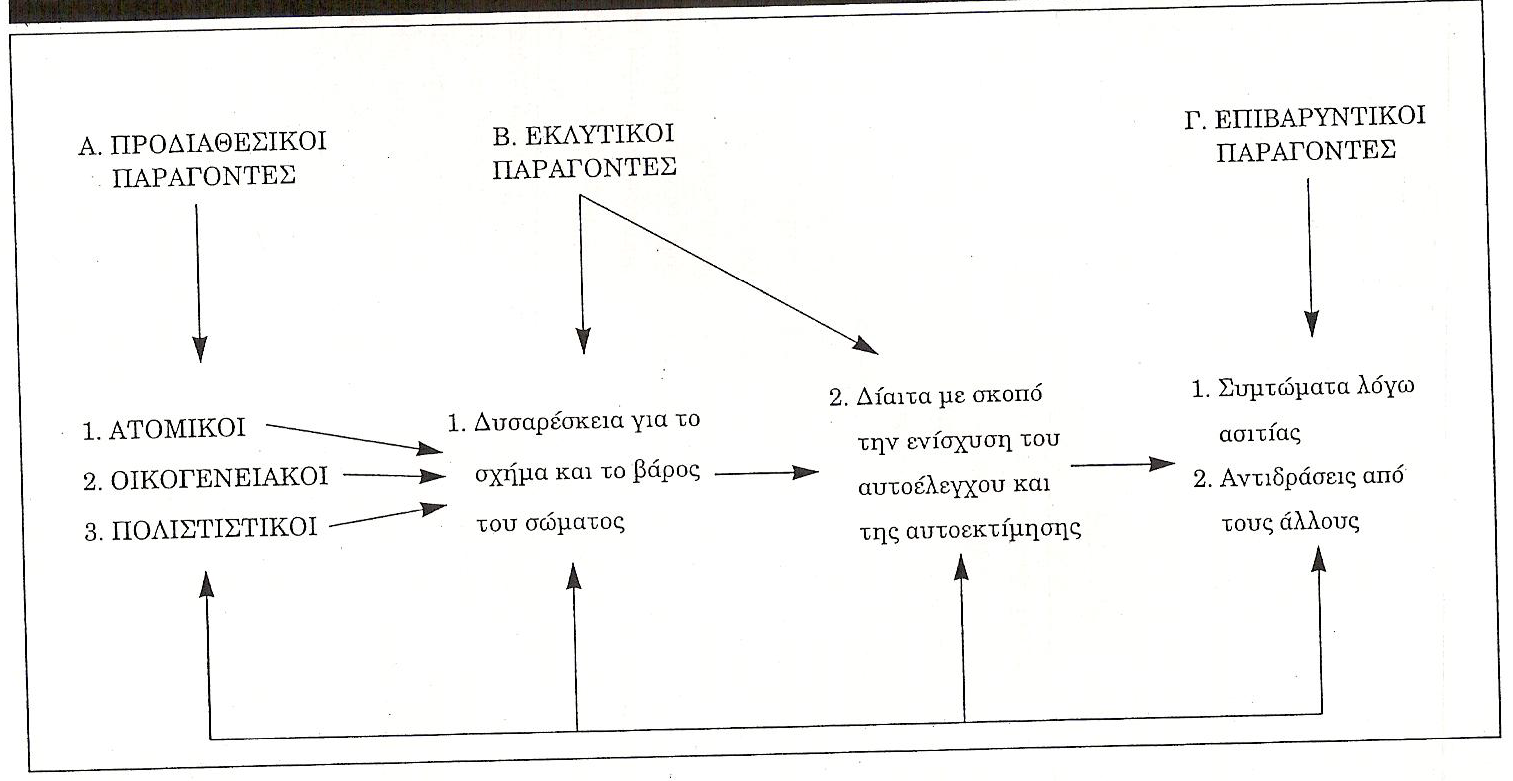 Α. ΠΡΟΔΙΑΘΕΣΙΚΟΙ
ΠΑΡΑΓΟΝΤΕΣ
Β. ΕΚΛΥΤΙΚΟΙ
ΠΑΡΑΓΟΝΤΕΣ
Γ. ΕΠΙΒΑΡΥΝΤΙΚΟΙ
ΠΑΡΑΓΟΝΤΕΣ
1. ΑΤΟΜΙΚΟΙ
2. ΟΙΚΟΓΕΝΕΙΑΚΟΙ
3. ΠΟΛΙΣΤΙΣΤΙΚΟΙ
1. Δυσαρέσκεια για το
σχήμα και το βάρος
του σώματος
2. Δίαιτα με σκοπό
την ενίσχυση του
αυτοέλεγχου και
της αυτοεκτίμησης
1. Συμτώματα λόγω
ασιτίας
2. Αντιδράσεις από
τους άλλους